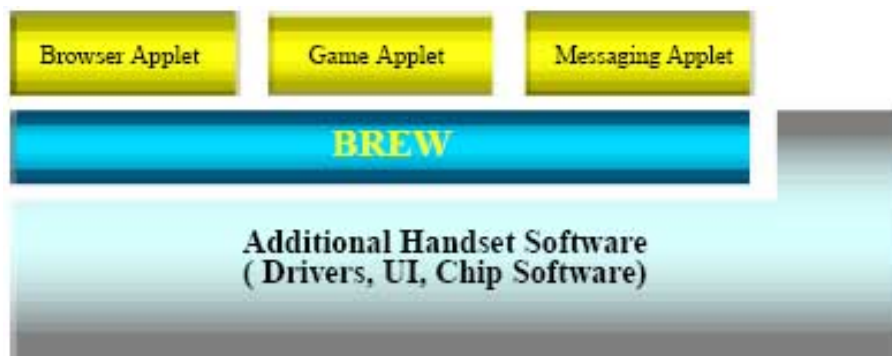 Browser Applet
Game Applet
Messaging Applet
BREW
Additional Handset Software
( Drivers, UI, Chip Software)